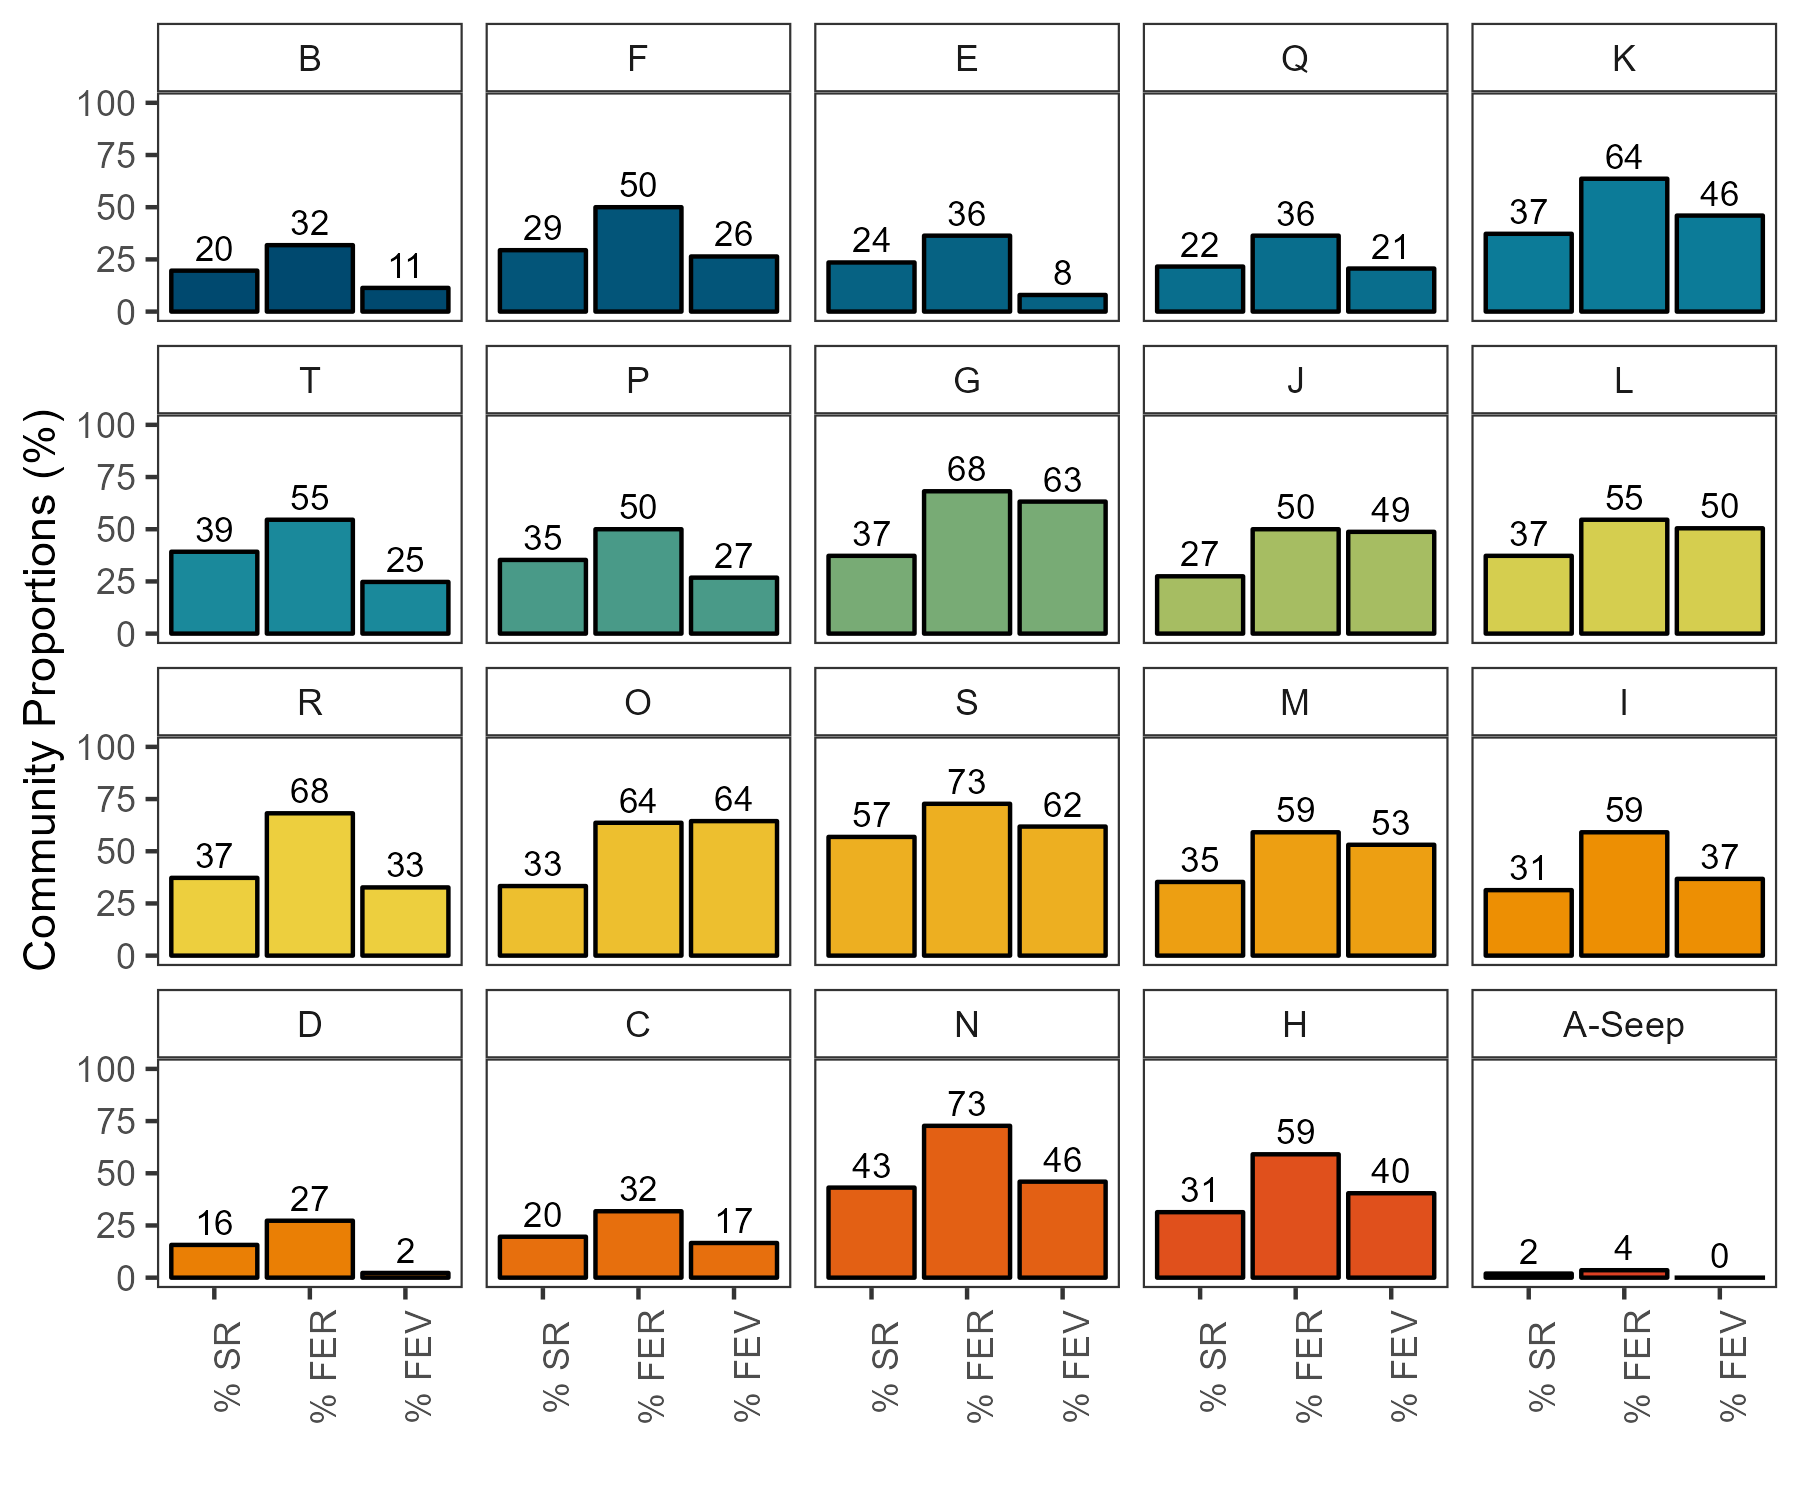 Community Proportions (%)
B F E Q K
100
75
50
25
0
20 32 11
29 50 26
24 36 8
22 36 21
37 64 46
T P G J L
100
75
50
25
0
39 55 25
35 50 27
37 68 63
27 50 49
37 55 50
R O S M I
100
75
50
25
0
37 68 33
33 64 64
57 73 62
35 59 53
31 59 37
D C N H A-Seep
100
75
50
25
0
16 27 2
20 32 17
43 73 46
31 59 40
2 4 0
% SR % FER % FEV
% SR % FER % FEV
% SR % FER % FEV
% SR % FER % FEV
% SR % FER % FEV